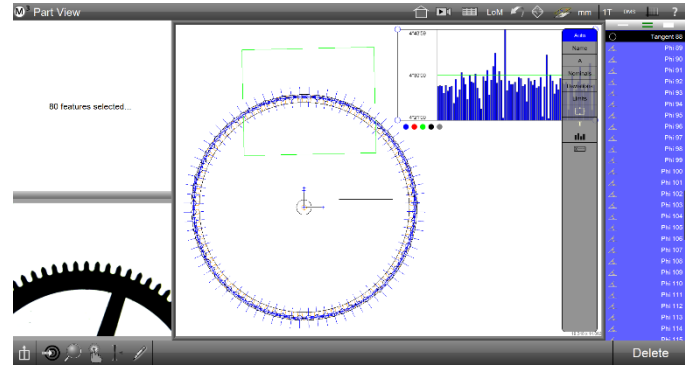 Part View
LoM
mm
1T
DMS
?
80 features selected...
Auto
Name
A
Nominals
Deviations
Limits
Tangent 88
Phi 89
Phi 90
Phi 91
Phi 92
Phi 93
Phi 94
Phi 95
Phi 96
Phi 97
Phi 98
Phi 99
Phi 100
Phi 101
Phi 102
Phi 103
Phi 104
Phi 105
Phi 106
Phi 107
Phi 108
Phi 109
Phi 110
Phi 111
Phi 112
Phi 113
Phi 114
Phi 115
Delete